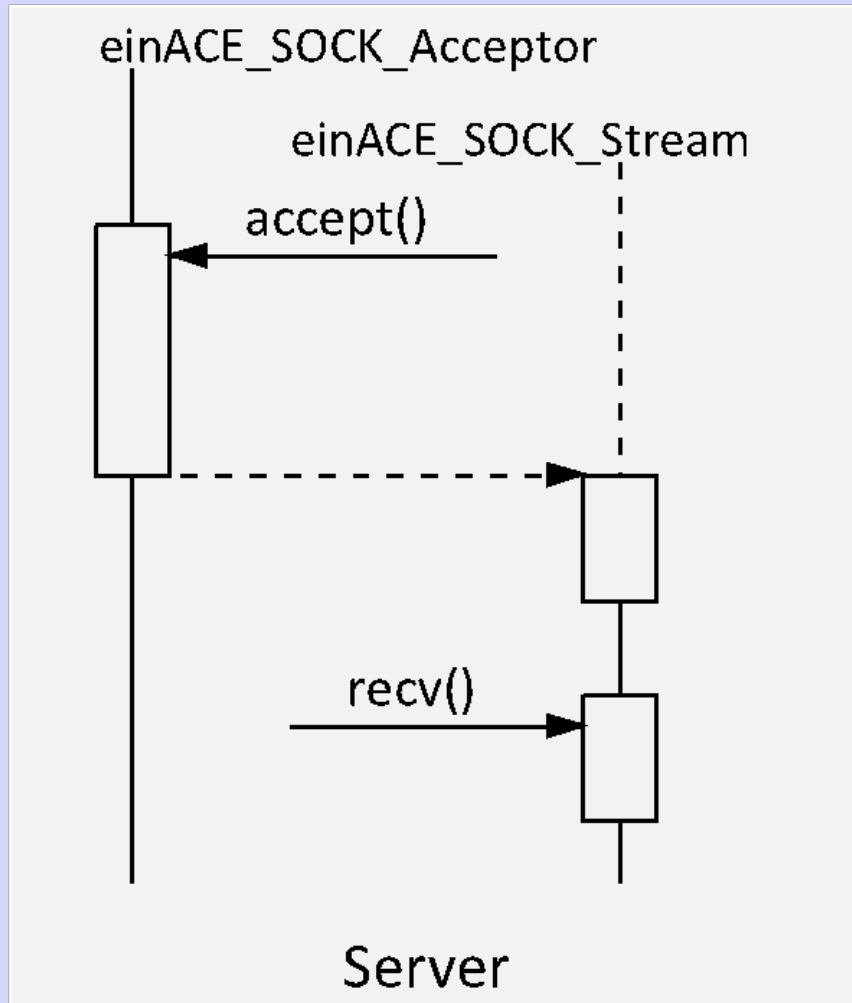 einACE_SOCK_Acceptor
einACE_SOCK_Stream
accept()
recv()
Server